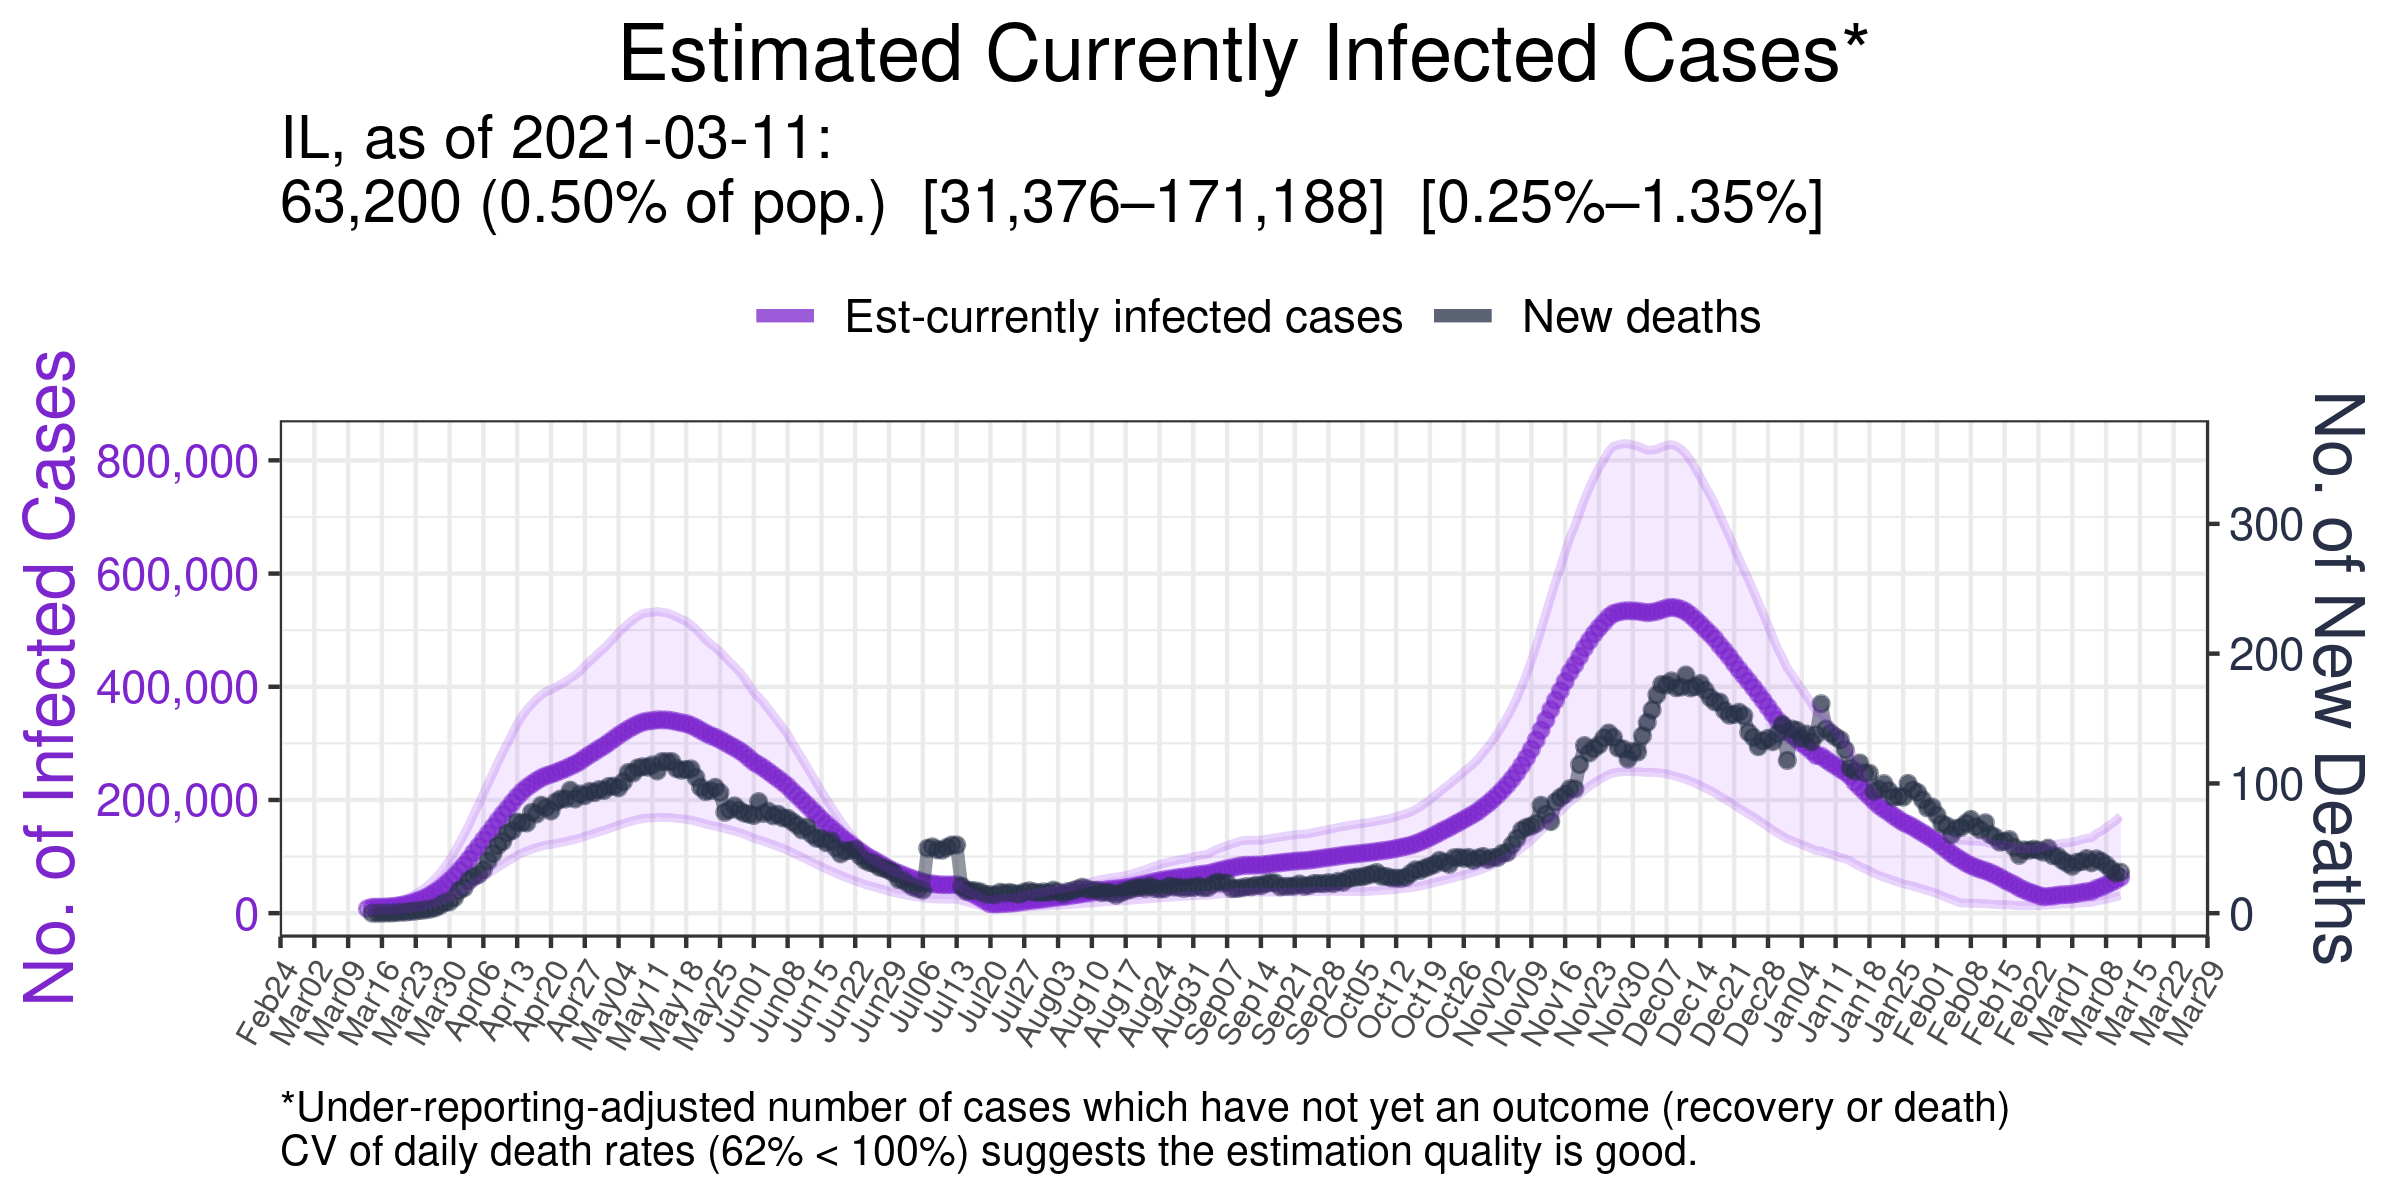 Estimated Currently Infected Cases*
IL, as of 2021-03-11:
63,200 (0.50% of pop.) [31,376–171,188] [0.25%–1.35%]
Est-currently infected cases New deaths
No. of Infected Cases
800,000
600,000
400,000
200,000
0
300
200
100
0
No. of New Deaths
Feb24 Mar02 Mar09 Mar16 Mar23 Mar30 Apr06 Apr13 Apr20 Apr27 May04 May11 May18 May25 Jun01 Jun08 Jun15 Jun22 Jun29 Jul06 Jul13 Jul20 Jul27 Aug03 Aug10 Aug17 Aug24 Aug31 Sep07 Sep14 Sep21 Sep28 Oct05 Oct12 Oct19 Oct26 Nov02 Nov09 Nov16 Nov23 Nov30 Dec07 Dec14 Dec21 Dec28 Jan04 Jan11 Jan18 Jan25 Feb01 Feb08 Feb15 Feb22 Mar01 Mar08 Mar15 Mar22 Mar29
*Under-reporting-adjusted number of cases which have not yet an outcome (recovery or death)
CV of daily death rates (62% < 100%) suggests the estimation quality is good.